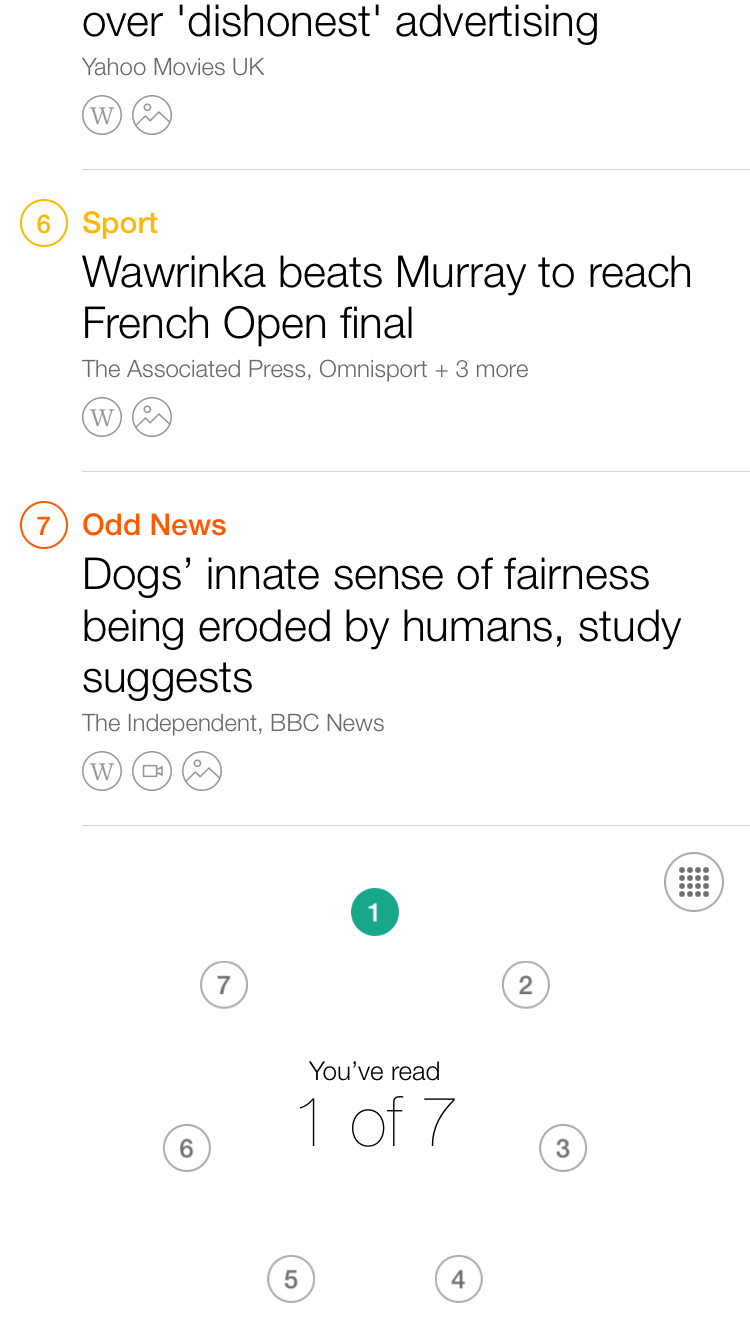 over 'dishonest' advertising
Yahoo Movies UK
W
6 Sport
Wawrinka beats Murray to reach
French Open final
The Associated Press, Omnisport + 3 more
W
7 Odd News
Dogs’ innate sense of fairness
being eroded by humans, study
suggests
The Independent, BBC News
W
1
7
2
You’ve read
1 of 7
6
3
5
4